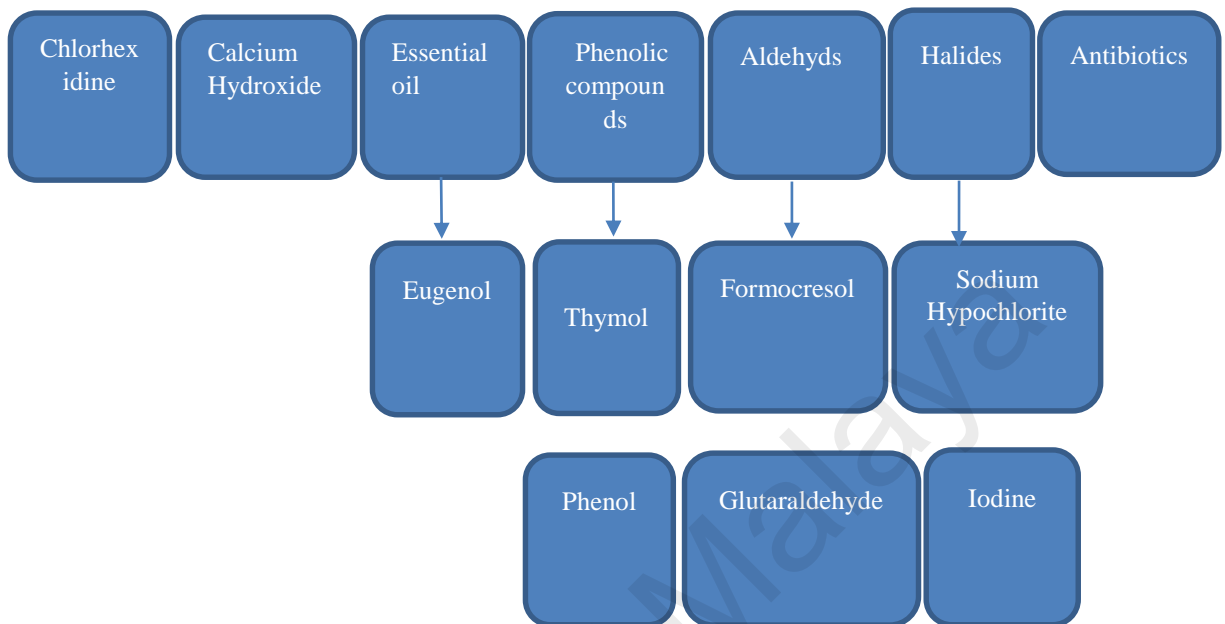 Chlorhex
idine
Calcium
Hydroxide
Essential
oil
Phenolic
compoun
ds
Aldehyds
Halides
Antibiotics
Eugenol
Thymol
Formocresol
Sodium
Hypochlorite
Phenol
Glutaraldehyde
Iodine
Malaya